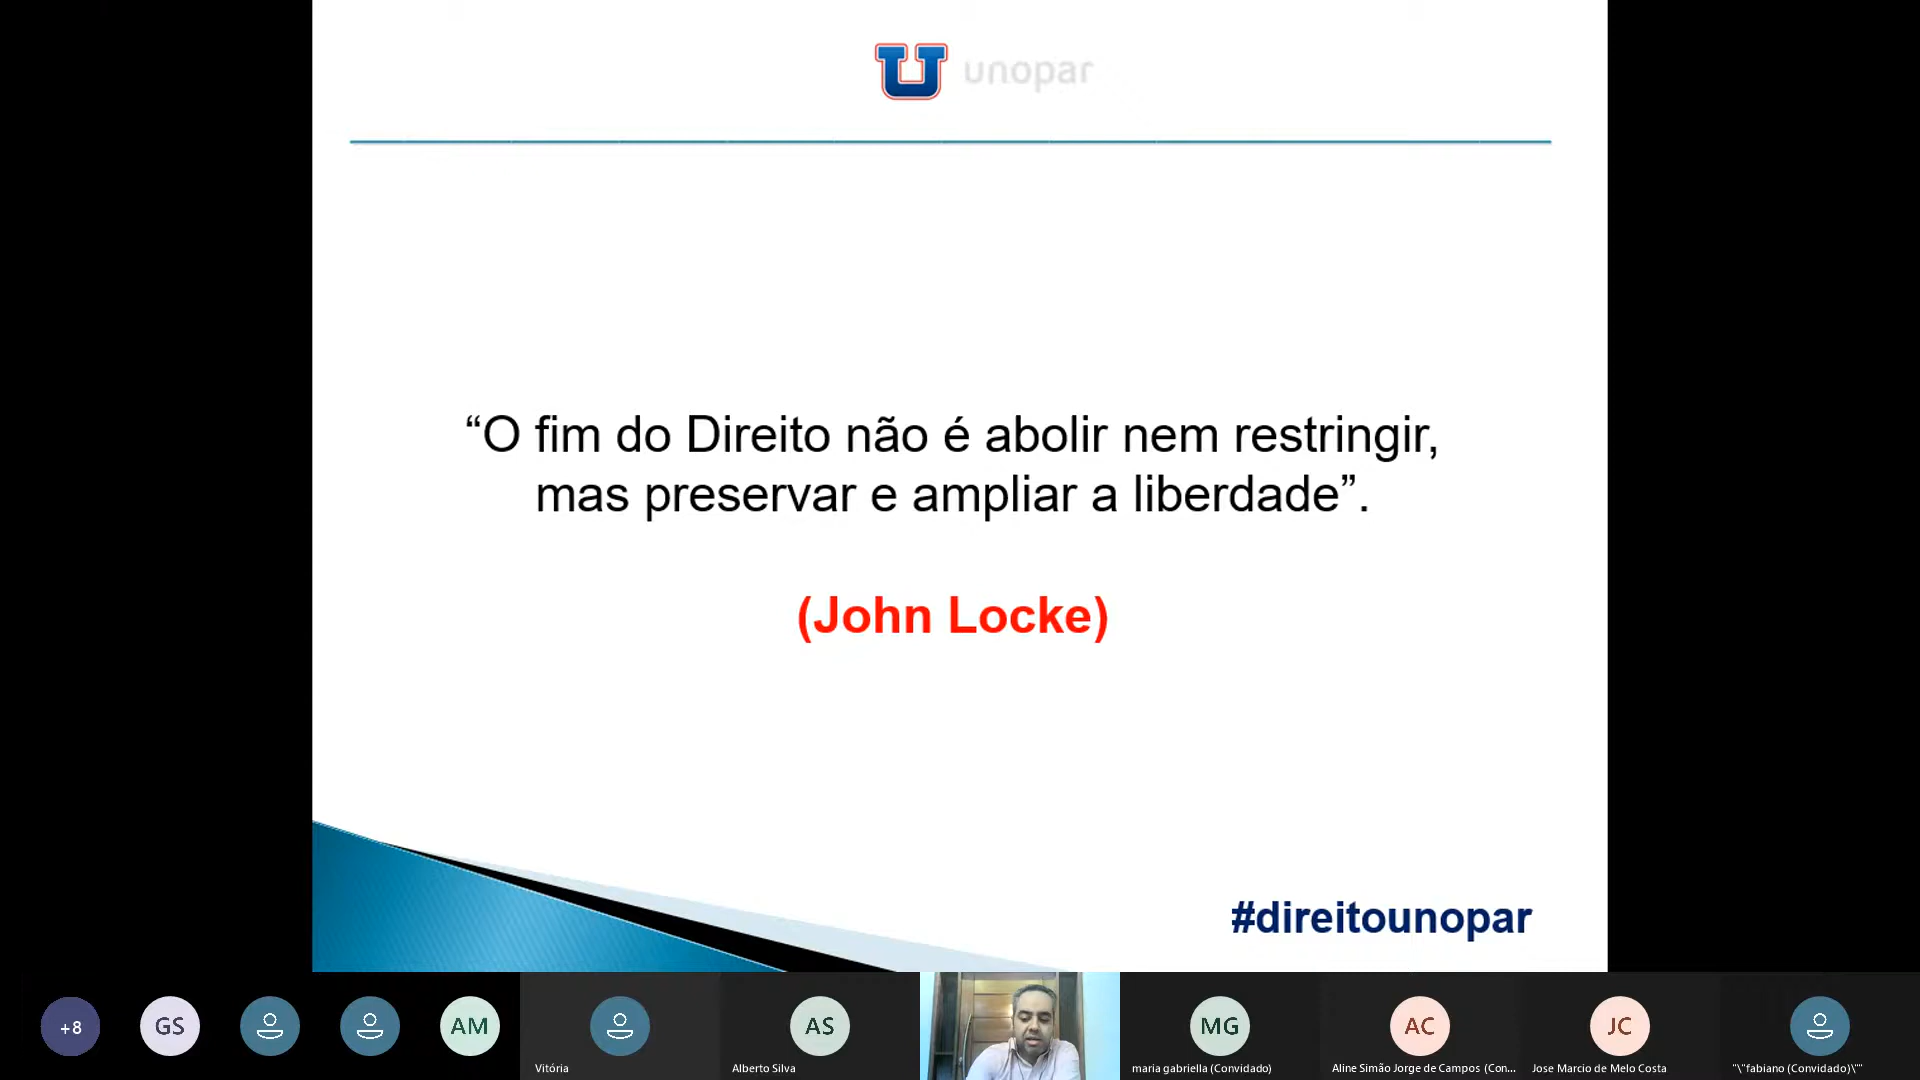 unopar
“O fim do Direito não é abolir nem restringir,
mas preservar e ampliar a liberdade”.
(John Locke)
#direitounopar
+8
GS
AM
Vitória
AS
Alberto Silva
MG
maria gabriella (Convidado)
AC
Aline Simão Jorge de Campos (Con...
JC
Jose Marcio de Melo Costa
"\"fabiano (Convidado)\""